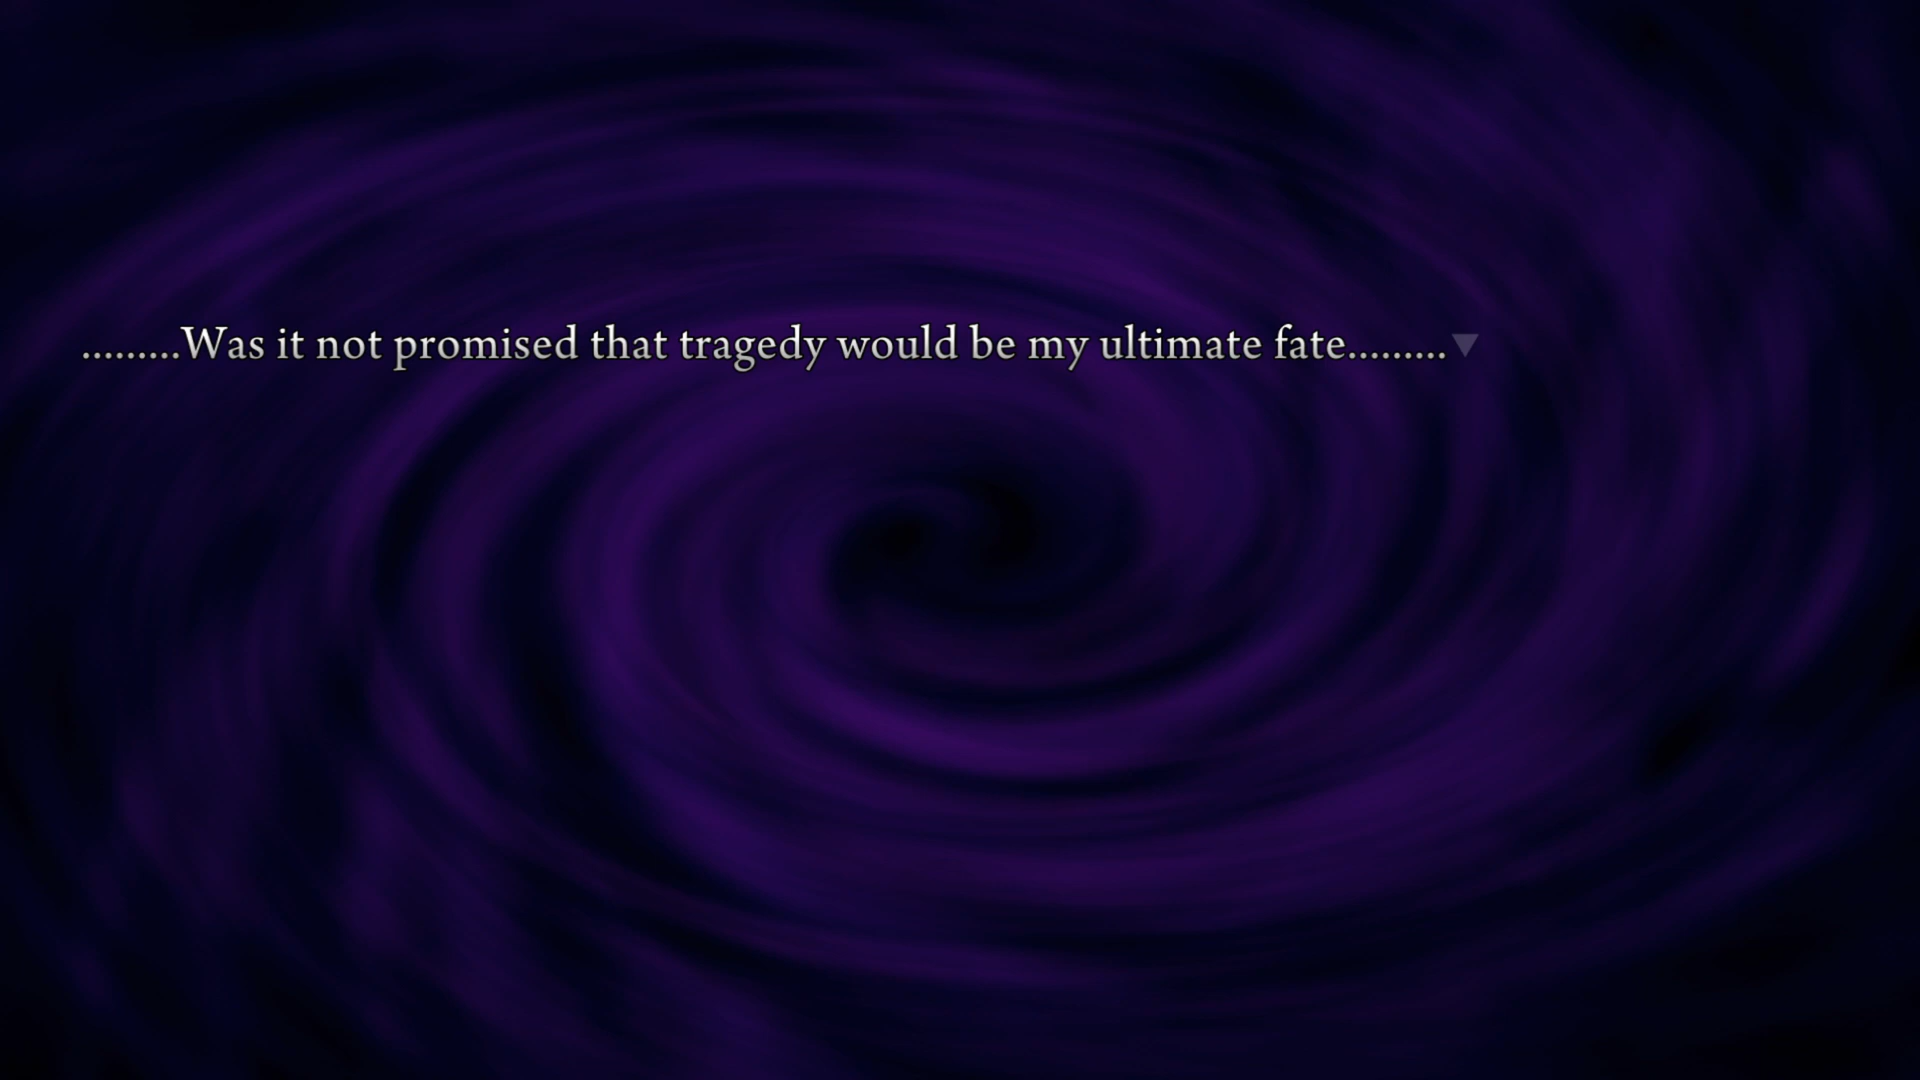 .........Was it not promised that tragedy would be my ultimate fate.........